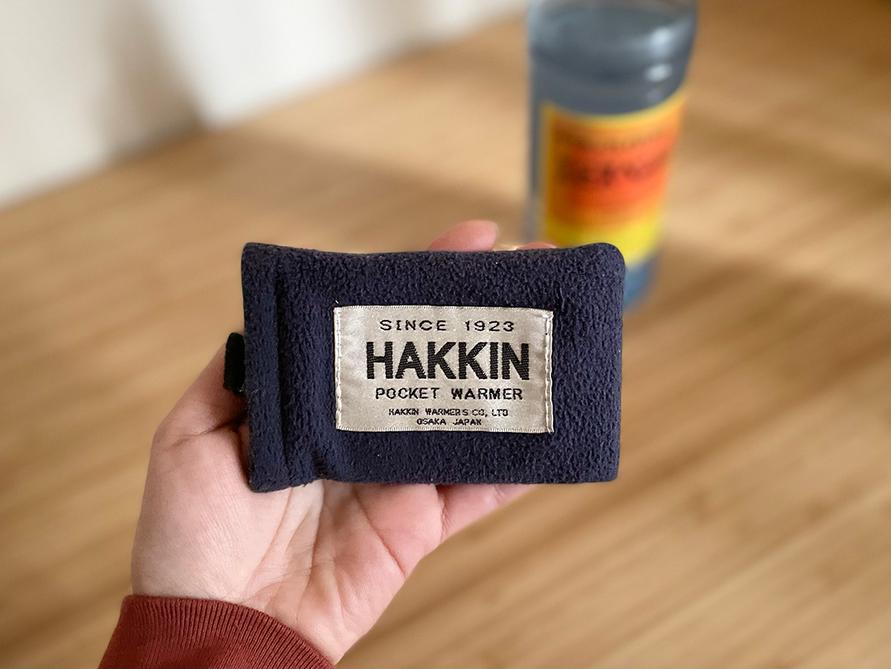 SINCE 1923
HAKKIN
POCKET WARMER
HAKKIN WARMERS CO, LTD
OSAKA JAPAN